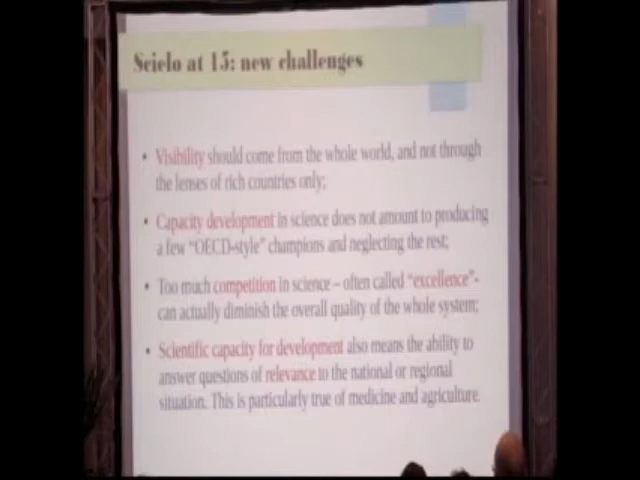 Scielo at 15: new challenges
• Visibility should come from the whole world, and not through
the lenses of rich countries only;
• Capacity development in science does not amount to producing
a few “OECD-style” champions and neglecting the rest;
• Too much competition in science – often called “excellence”-
can actually diminish the overall quality of the whole system;
• Scientific capacity for development also means the ability to
answer questions of relevance to the national or regional
situation. This is particularly true of medicine and agriculture